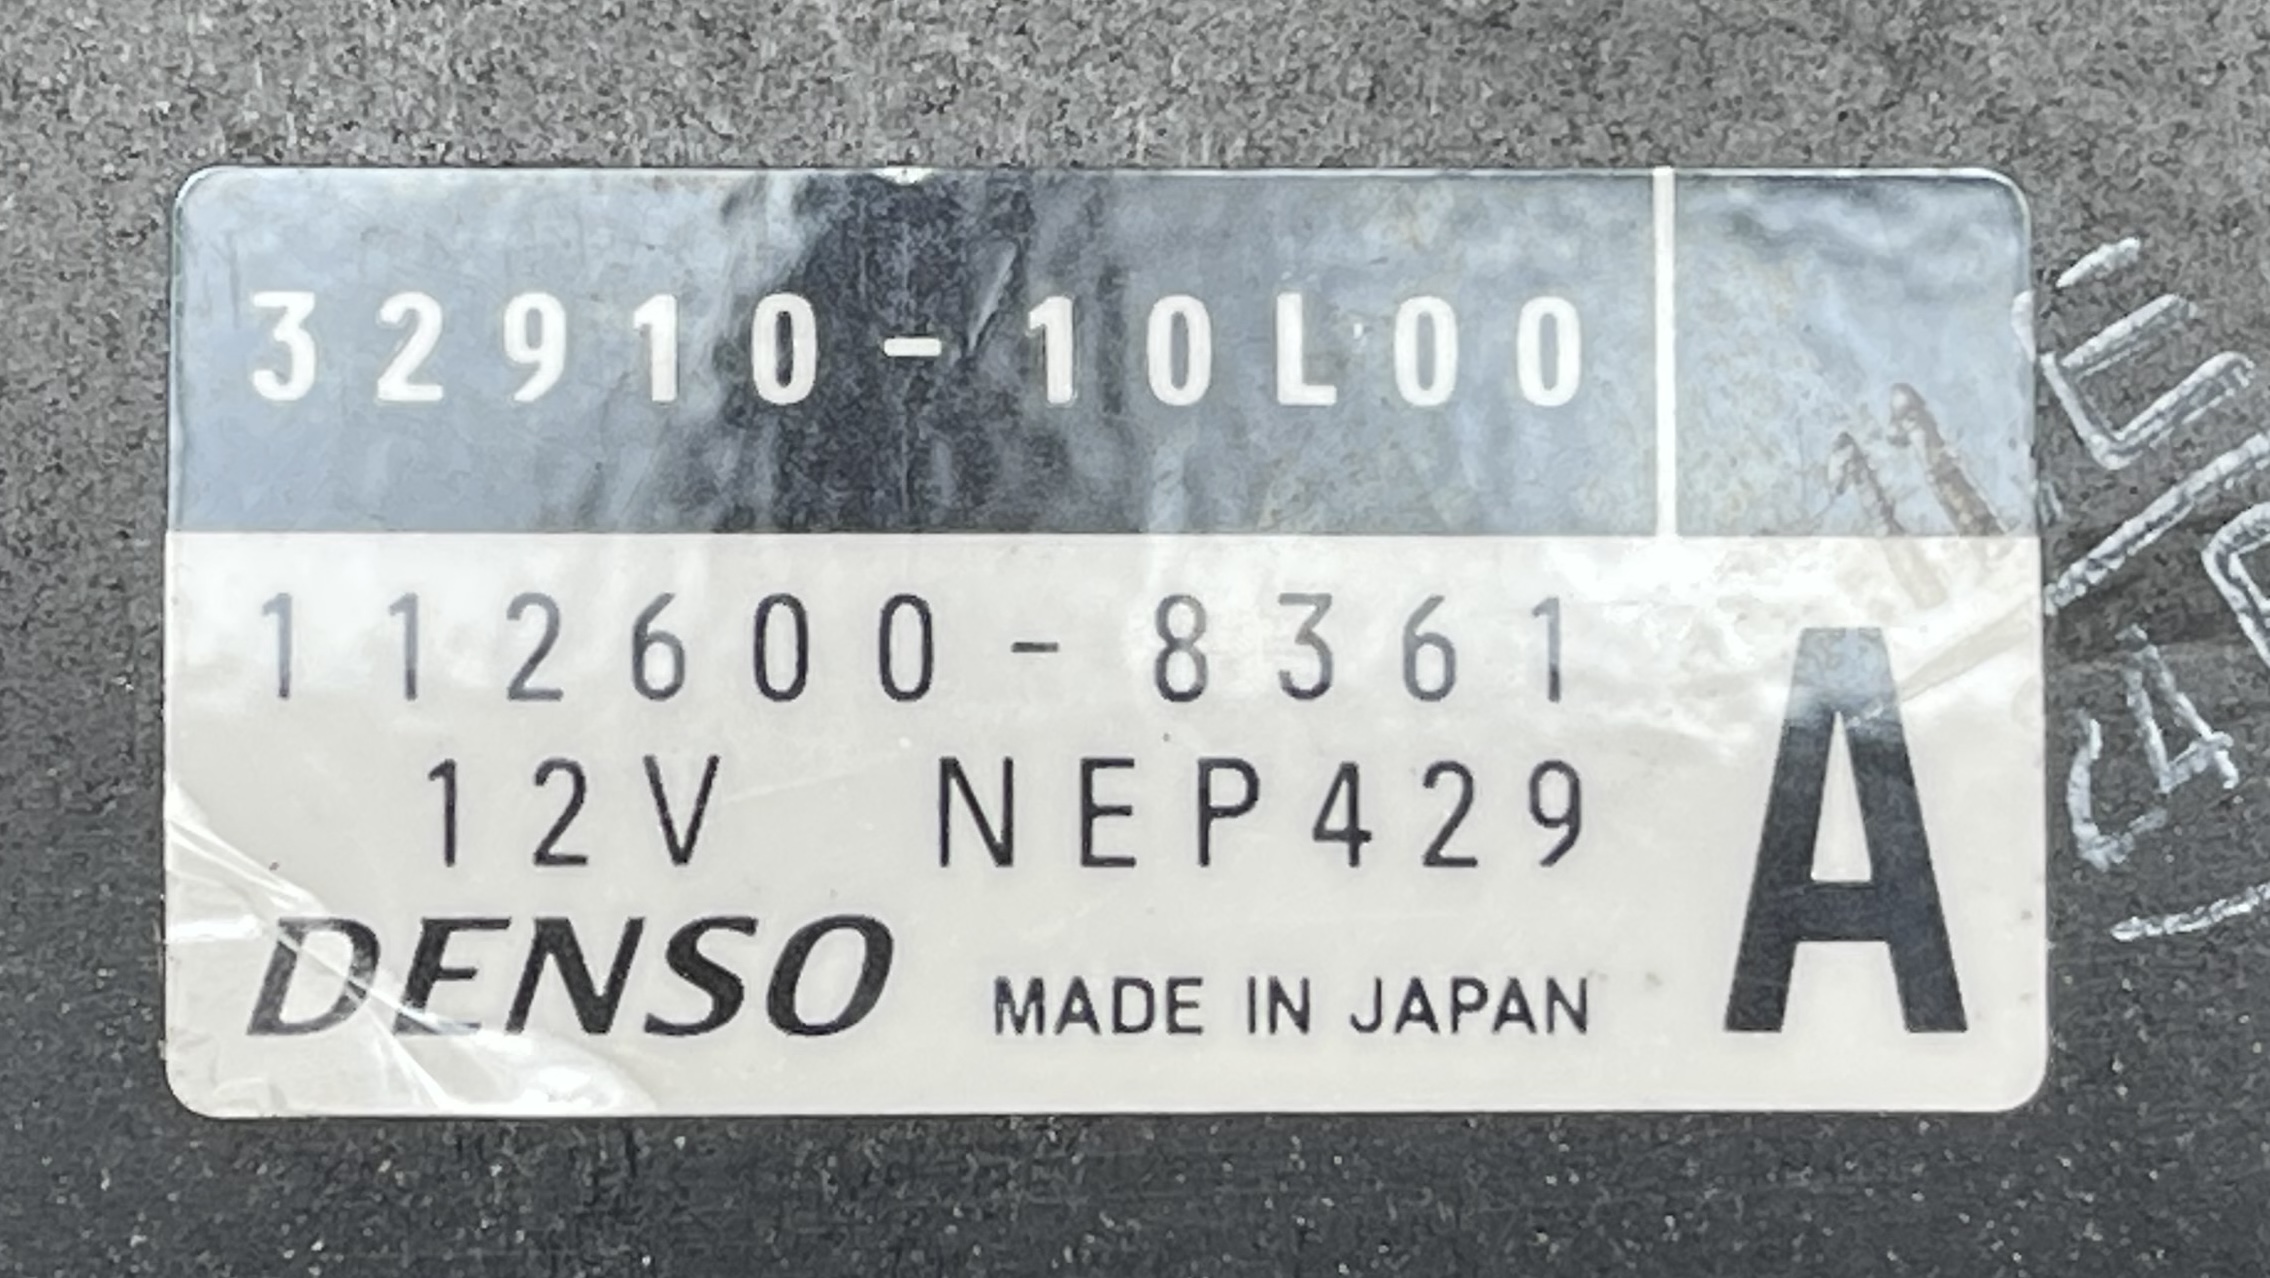 32910-10L00
112600-8361
12V NEP429
A
DENSO MADE IN JAPAN